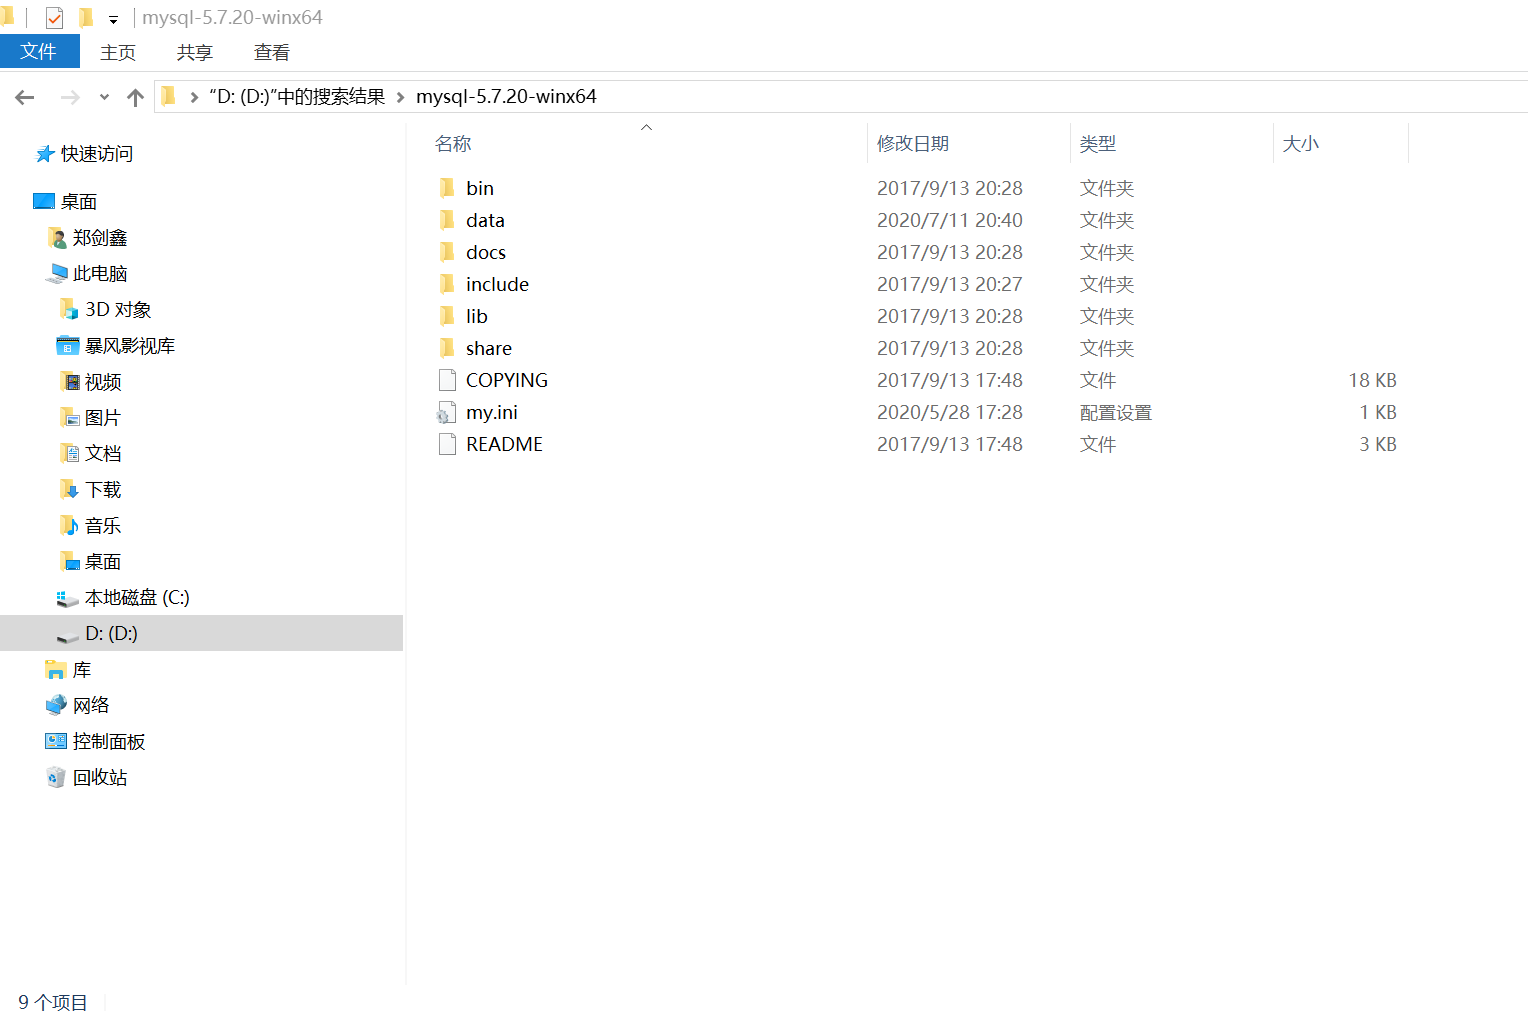 mysql-5.7.20-winx64
文件 主页 共享 查看
“D: (D:)”中的搜索结果 mysql-5.7.20-winx64
快速访问
桌面
郑剑鑫
此电脑
3D 对象
暴风影视库
视频
图片
文档
下载
音乐
桌面
本地磁盘 (C:)
D: (D:)
库
网络
控制面板
回收站
名称 修改日期 类型 大小
bin 2017/9/13 20:28 文件夹
data 2020/7/11 20:40 文件夹
docs 2017/9/13 20:28 文件夹
include 2017/9/13 20:27 文件夹
lib 2017/9/13 20:28 文件夹
share 2017/9/13 20:28 文件夹
COPYING 2017/9/13 17:48 文件 18 KB
my.ini 2020/5/28 17:28 配置设置 1 KB
README 2017/9/13 17:48 文件 3 KB
9 个项目